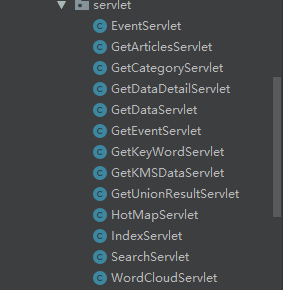 servlet
EventServlet
GetArticlesServlet
GetCategoryServlet
GetDataDetailServlet
GetDataServlet
GetEventServlet
GetKeyWordServlet
GetKMSDataServlet
GetUnionResultServlet
HotMapServlet
IndexServlet
SearchServlet
WordCloudServlet